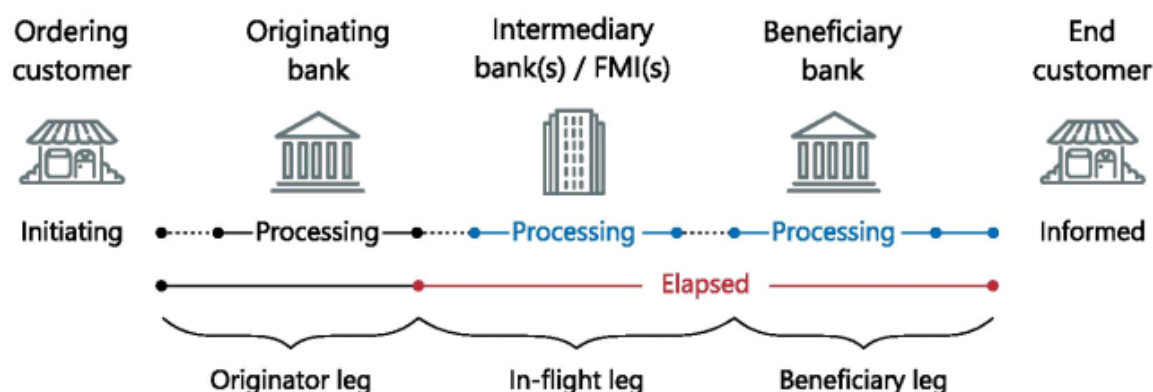 Ordering customer
Originating bank
Intermediary bank(s) / FMI(s)
Beneficiary bank
End customer
Initiating
Processing
Processing
Processing
Informed
Elapsed
Originator leg
In-flight leg
Beneficiary leg